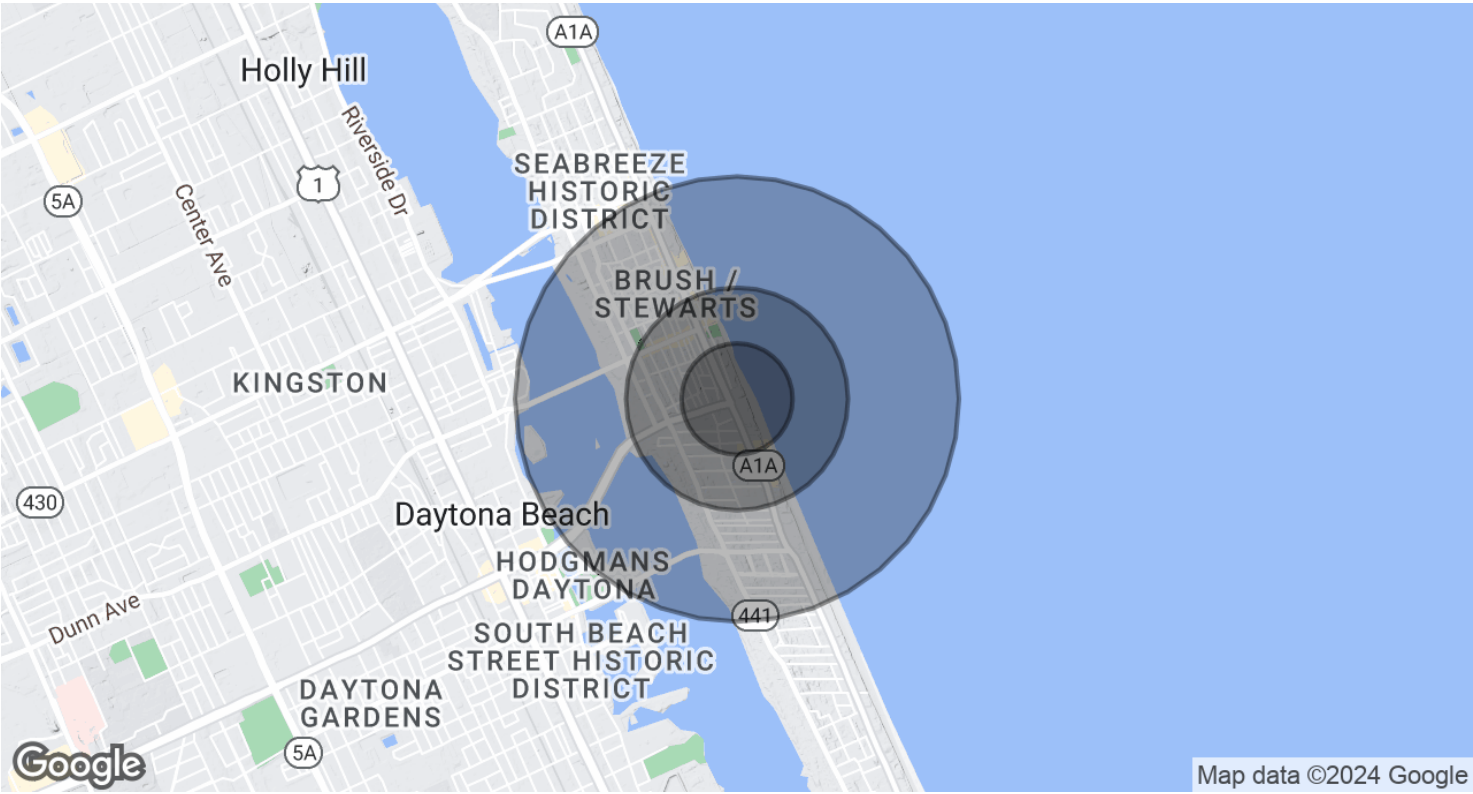 A1A
Holly Hill
Riverside Dr
SEABREEZE
HISTORIC
DISTRICT
1
5A
Center Ave
BRUSH /
STEWARTS
KINGSTON
A1A
430
Daytona Beach
HODGMANS
DAYTONA
Dunn Ave
441
SOUTH BEACH
STREET HISTORIC
DISTRICT
DAYTONA
GARDENS
5A
Google
Map data ©2024 Google